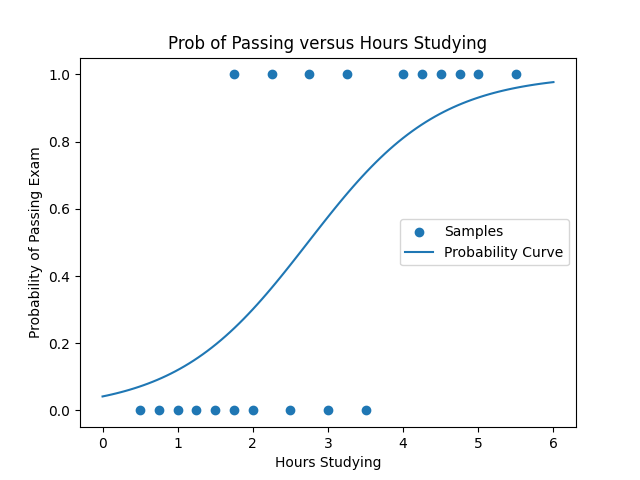 Prob of Passing versus Hours Studying
1.0
0.8
0.6
0.4
0.2
0.0
Probability of Passing Exam
Samples
Probability Curve
0 1 2 3 4 5 6
Hours Studying